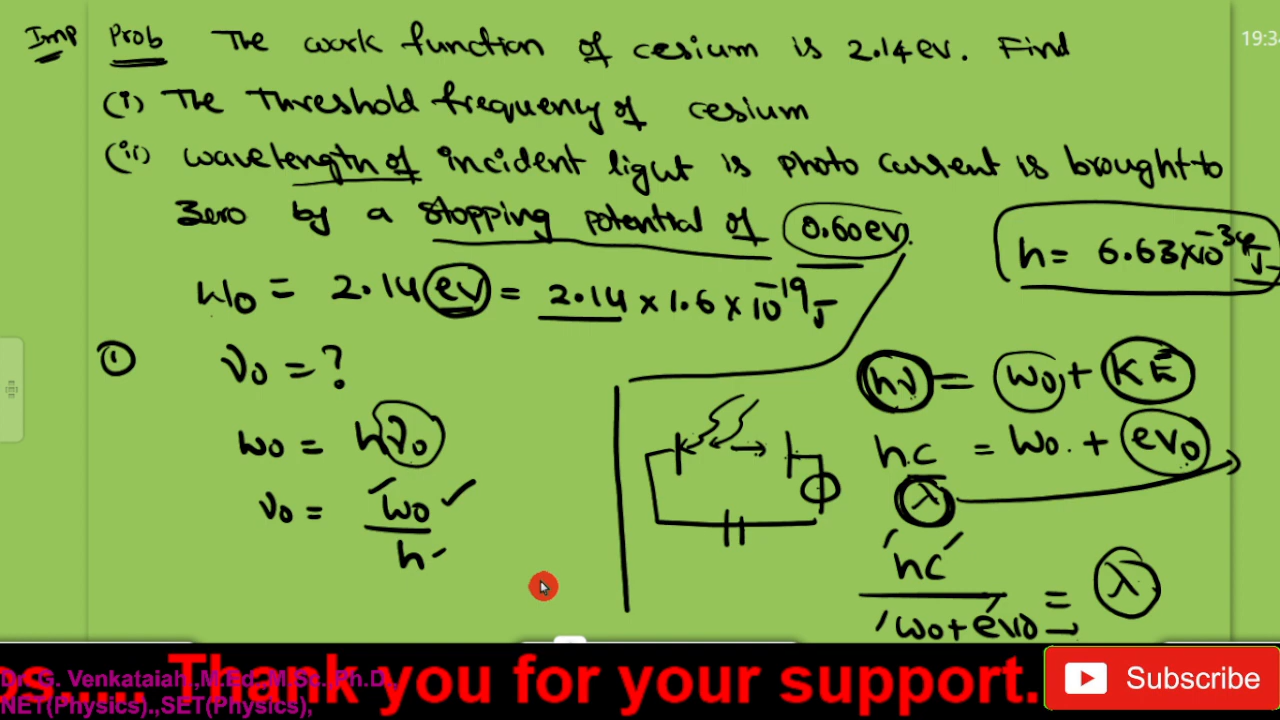 Imp Prob The work function of cesium is 2.14ev. Find
19:3
(i) The Threshold frequency of cesium
(ii) wavelength of incident light is photo current is brought to
zero by a stopping potential of 0.60ev.
h = 6.63×10⁻³⁴J
W0 = 2.14 ev = 2.14 × 1.6 × 10⁻¹⁹J
① ν0 = ?
w0 = hν0
ν0 = w0/h
hν = w0 + KE
hc/λ = w0 + ev0
hc/(w0+ev0) = λ
os..... Thank you for your support.
Dr. G. Venkataiah,.M.Ed.,M.Sc.,Ph.D.,
NET(Physics).,SET(Physics),
Subscribe